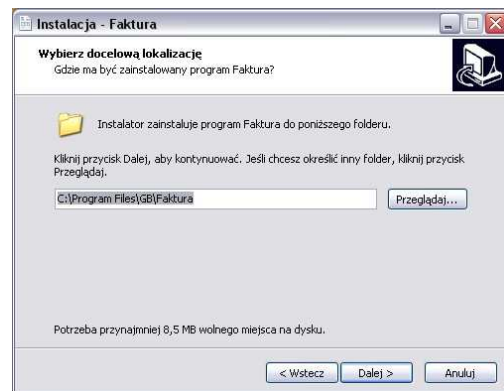 Instalacja - Faktura
Wybierz docelową lokalizację
Gdzie ma być zainstalowany program Faktura?
Instalator zainstaluje program Faktura do poniższego folderu.
Kliknij przycisk Dalej, aby kontynuować. Jeśli chcesz określić inny folder, kliknij przycisk
Przeglądaj.
C:\Program Files\GB\Faktura
Przeglądaj...
Potrzeba przynajmniej 8,5 MB wolnego miejsca na dysku.
< Wstecz Dalej > Anuluj